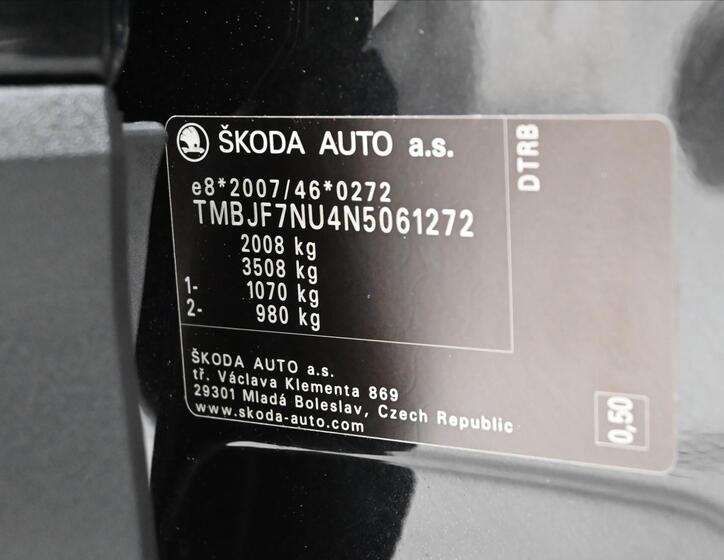 ŠKODA AUTO a.s.
DTRB
e8*2007/46*0272
TMBJF7NU4N5061272
2008 kg
3508 kg
1- 1070 kg
2- 980 kg
ŠKODA AUTO a.s.
tř. Václava Klementa 869
29301 Mladá Boleslav, Czech Republic
www.skoda-auto.com
0,50